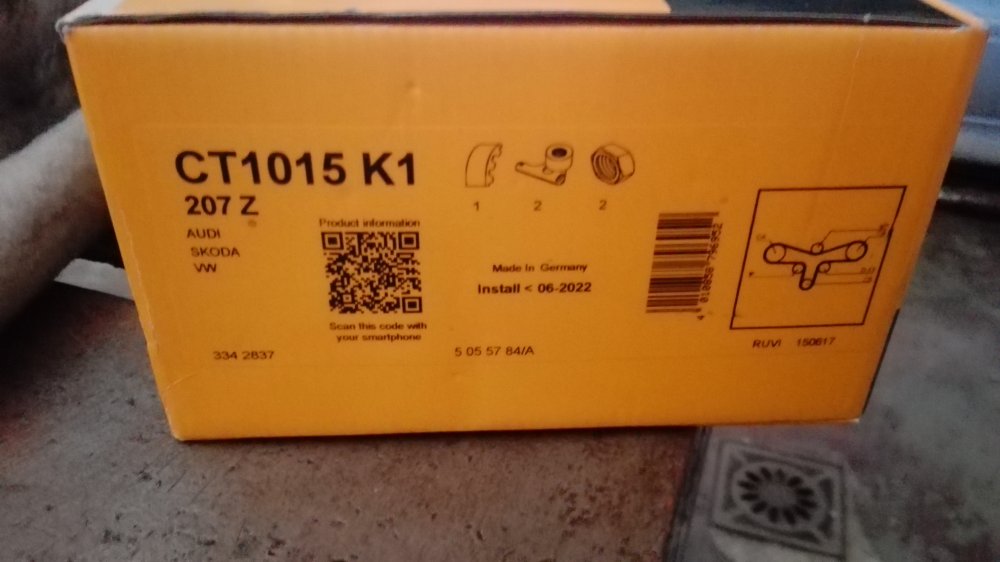 CT1015 K1
207 Z
AUDI
SKODA
VW
Product information
Scan this code with
your smartphone
334 2837
1 2 2
Made In Germany
Install < 06-2022
5 05 57 84/A
RUVI 150617